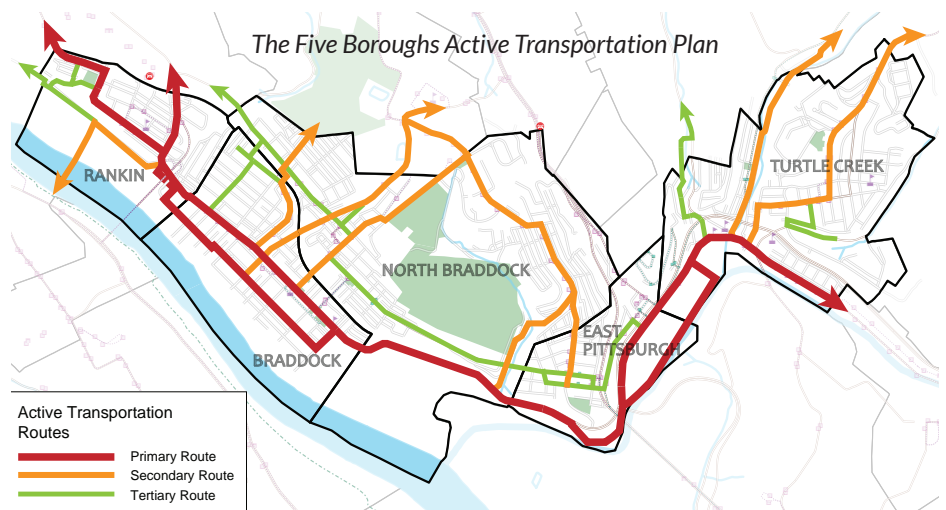 The Five Boroughs Active Transportation Plan
RANKIN
TURTLE CREEK
NORTH BRADDOCK
EAST
PITTSBURGH
BRADDOCK
Active Transportation
Routes
Primary Route
Secondary Route
Tertiary Route